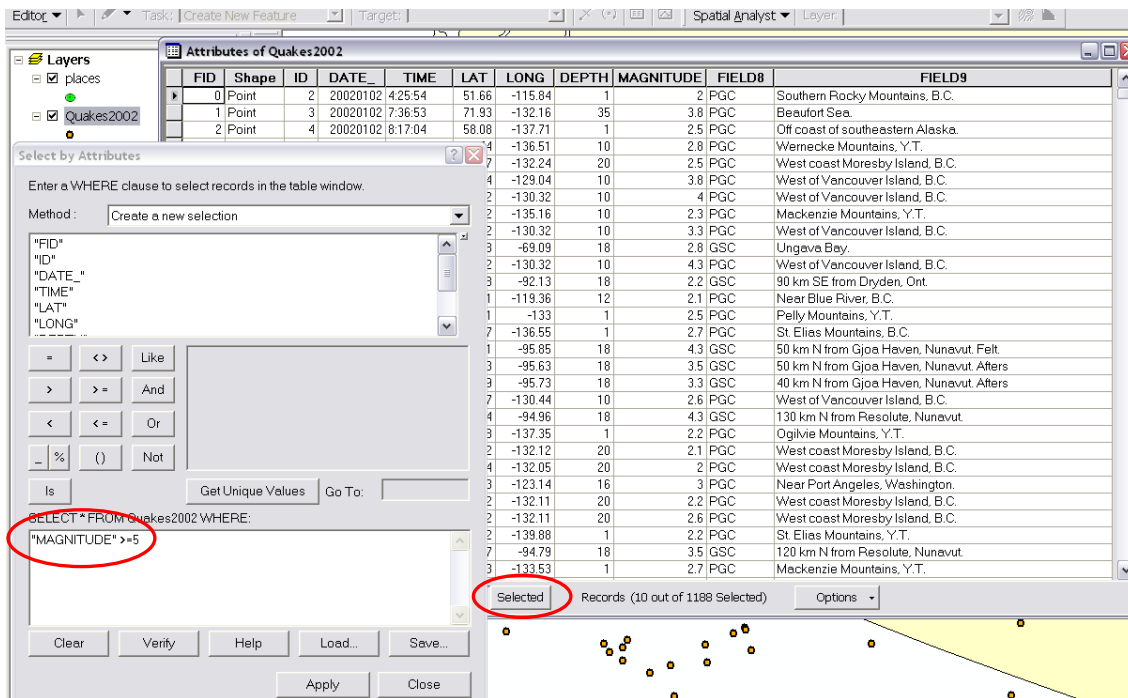 Editor Task: Create New Feature Target: Spatial Analyst Layer:
Layers
places
Quakes2002
Attributes of Quakes2002
FID Shape ID DATE_ TIME LAT LONG DEPTH MAGNITUDE FIELD8 FIELD9
0 Point 2 20020102 4:25:54 51.66 -115.84 1 2 PGC Southern Rocky Mountains, B.C.
1 Point 3 20020102 7:36:53 71.93 -132.16 35 3.8 PGC Beaufort Sea.
2 Point 4 20020102 8:17:04 58.08 -137.71 1 2.5 PGC Off coast of southeastern Alaska.
-136.51 10 2.8 PGC Wernecke Mountains, Y.T.
-132.24 20 2.5 PGC West coast Moresby Island, B.C.
-129.04 10 3.8 PGC West of Vancouver Island, B.C.
-130.32 10 4 PGC West of Vancouver Island, B.C.
-135.16 10 2.3 PGC Mackenzie Mountains, Y.T.
-130.32 10 3.3 PGC West of Vancouver Island, B.C.
-69.09 18 2.8 GSC Ungava Bay.
-130.32 10 4.3 PGC West of Vancouver Island, B.C.
-92.13 18 2.2 GSC 90 km SE from Dryden, Ont.
-119.36 12 2.1 PGC Near Blue River, B.C.
-133 1 2.5 PGC Pelly Mountains, Y.T.
-136.55 1 2.7 PGC St. Elias Mountains, B.C.
-95.85 18 4.3 GSC 50 km N from Gjoa Haven, Nunavut. Felt.
-95.63 18 3.5 GSC 50 km N from Gjoa Haven, Nunavut. Afters
-95.73 18 3.3 GSC 40 km N from Gjoa Haven, Nunavut. Afters
-130.44 10 2.6 PGC West of Vancouver Island, B.C.
-94.96 18 4.3 GSC 130 km N from Resolute, Nunavut.
-137.35 1 2.2 PGC Ogilvie Mountains, Y.T.
-132.12 20 2.1 PGC West coast Moresby Island, B.C.
-132.05 20 2 PGC West coast Moresby Island, B.C.
-123.14 16 3 PGC Near Port Angeles, Washington.
-132.11 20 2.2 PGC West coast Moresby Island, B.C.
-132.11 20 2.6 PGC West coast Moresby Island, B.C.
-139.88 1 2.2 PGC St. Elias Mountains, Y.T.
-94.79 18 3.5 GSC 120 km N from Resolute, Nunavut.
-133.53 1 2.7 PGC Mackenzie Mountains, Y.T.
Selected Records (10 out of 1188 Selected) Options
Select by Attributes
Enter a WHERE clause to select records in the table window.
Method : Create a new selection
"FID"
"ID"
"DATE_"
"TIME"
"LAT"
"LONG"
= <> Like
> >= And
< <= Or
_ % () Not
Is Get Unique Values Go To:
SELECT * FROM Quakes2002 WHERE:
"MAGNITUDE" >=5
Clear Verify Help Load... Save...
Apply Close